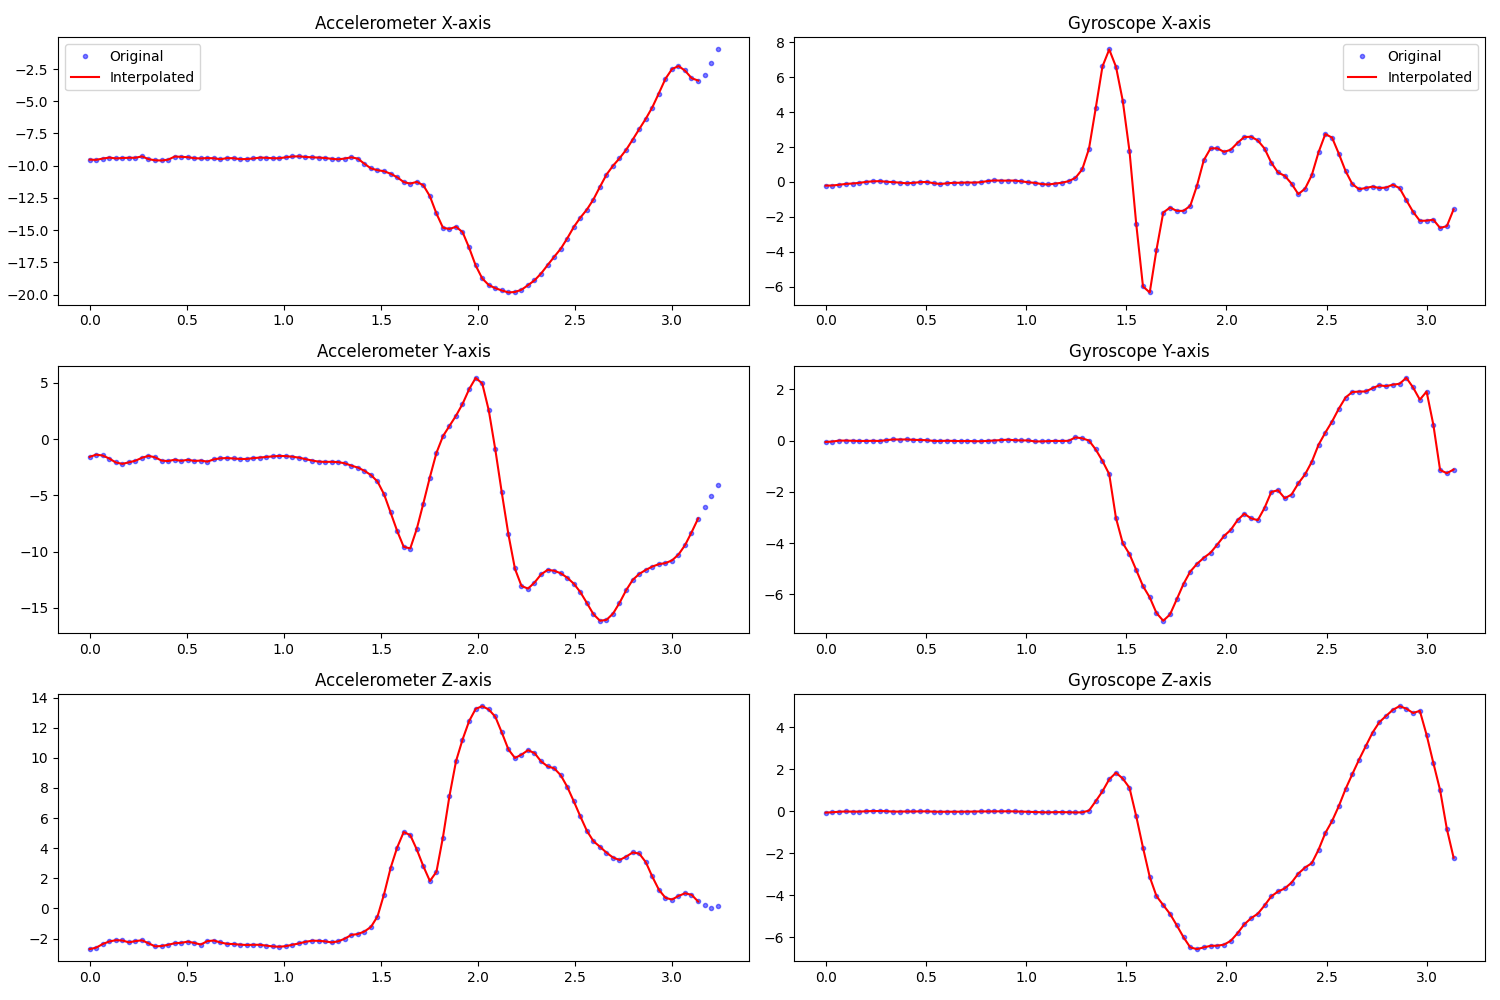 Accelerometer X-axis
Original
Interpolated
−2.5
−5.0
−7.5
−10.0
−12.5
−15.0
−17.5
−20.0
0.0 0.5 1.0 1.5 2.0 2.5 3.0
Gyroscope X-axis
Original
Interpolated
8
6
4
2
0
−2
−4
−6
0.0 0.5 1.0 1.5 2.0 2.5 3.0
Accelerometer Y-axis
5
0
−5
−10
−15
0.0 0.5 1.0 1.5 2.0 2.5 3.0
Gyroscope Y-axis
2
0
−2
−4
−6
0.0 0.5 1.0 1.5 2.0 2.5 3.0
Accelerometer Z-axis
14
12
10
8
6
4
2
0
−2
0.0 0.5 1.0 1.5 2.0 2.5 3.0
Gyroscope Z-axis
4
2
0
−2
−4
−6
0.0 0.5 1.0 1.5 2.0 2.5 3.0